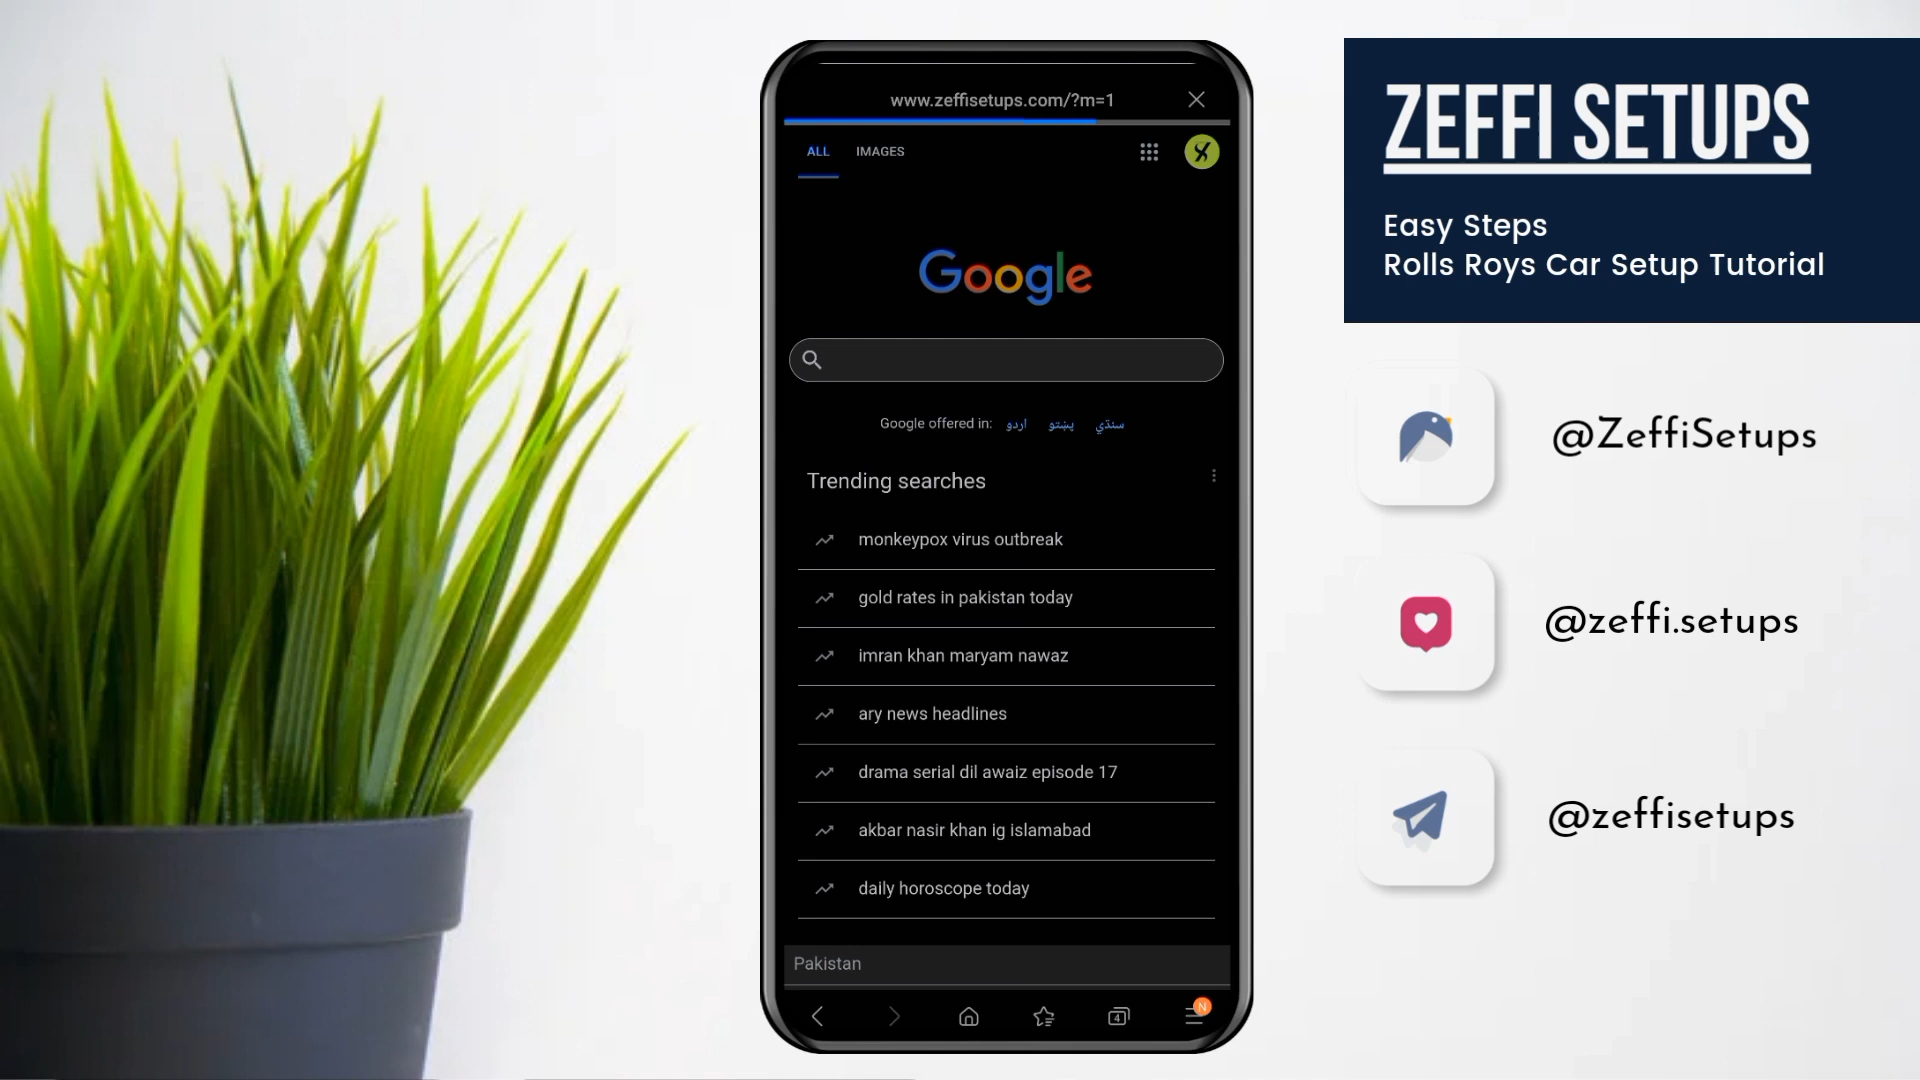 www.zeffisetups.com/?m=1
ALL IMAGES
Google
Google offered in: اردو پښتو سنڌي
Trending searches
monkeypox virus outbreak
gold rates in pakistan today
imran khan maryam nawaz
ary news headlines
drama serial dil awaiz episode 17
akbar nasir khan ig islamabad
daily horoscope today
Pakistan
4
N
ZEFFI SETUPS
Easy Steps
Rolls Roys Car Setup Tutorial
@ZeffiSetups
@zeffi.setups
@zeffisetups